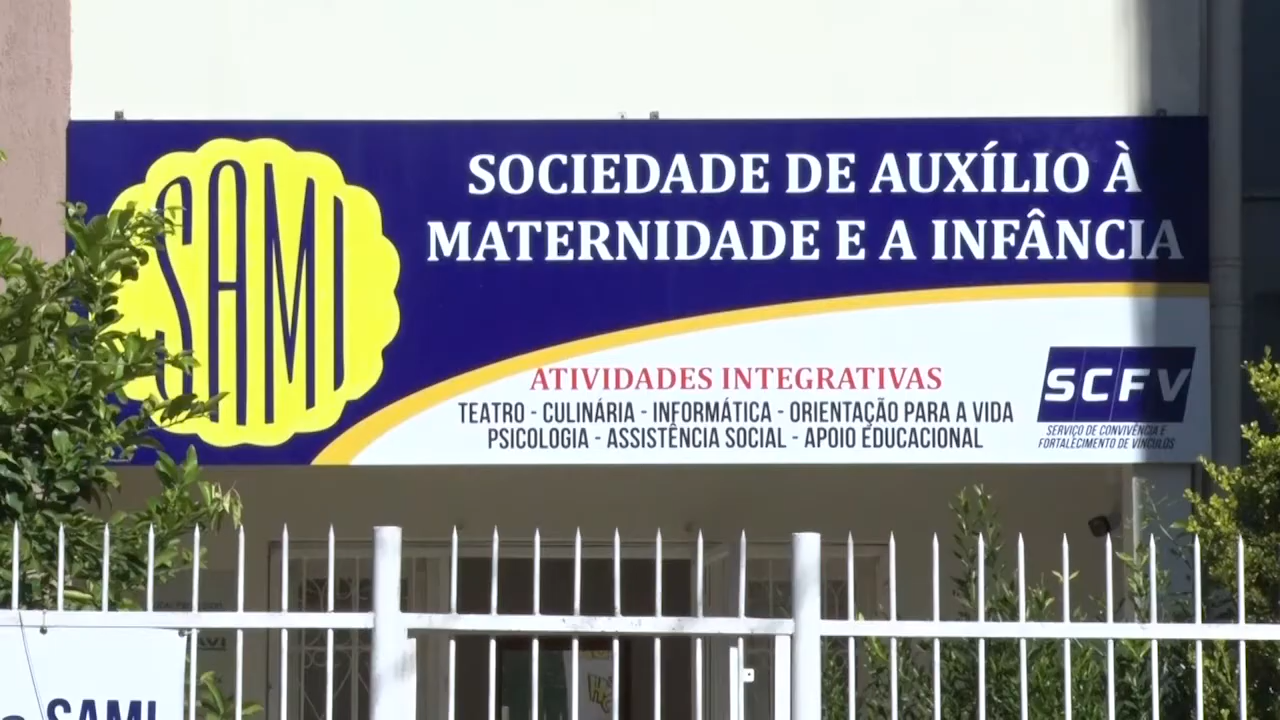 SAMI
SOCIEDADE DE AUXÍLIO À
MATERNIDADE E A INFÂNCIA
ATIVIDADES INTEGRATIVAS
TEATRO - CULINÁRIA - INFORMÁTICA - ORIENTAÇÃO PARA A VIDA
PSICOLOGIA - ASSISTÊNCIA SOCIAL - APOIO EDUCACIONAL
SCFV
SERVIÇO DE CONVIVÊNCIA E
FORTALECIMENTO DE VÍNCULOS
SAMI